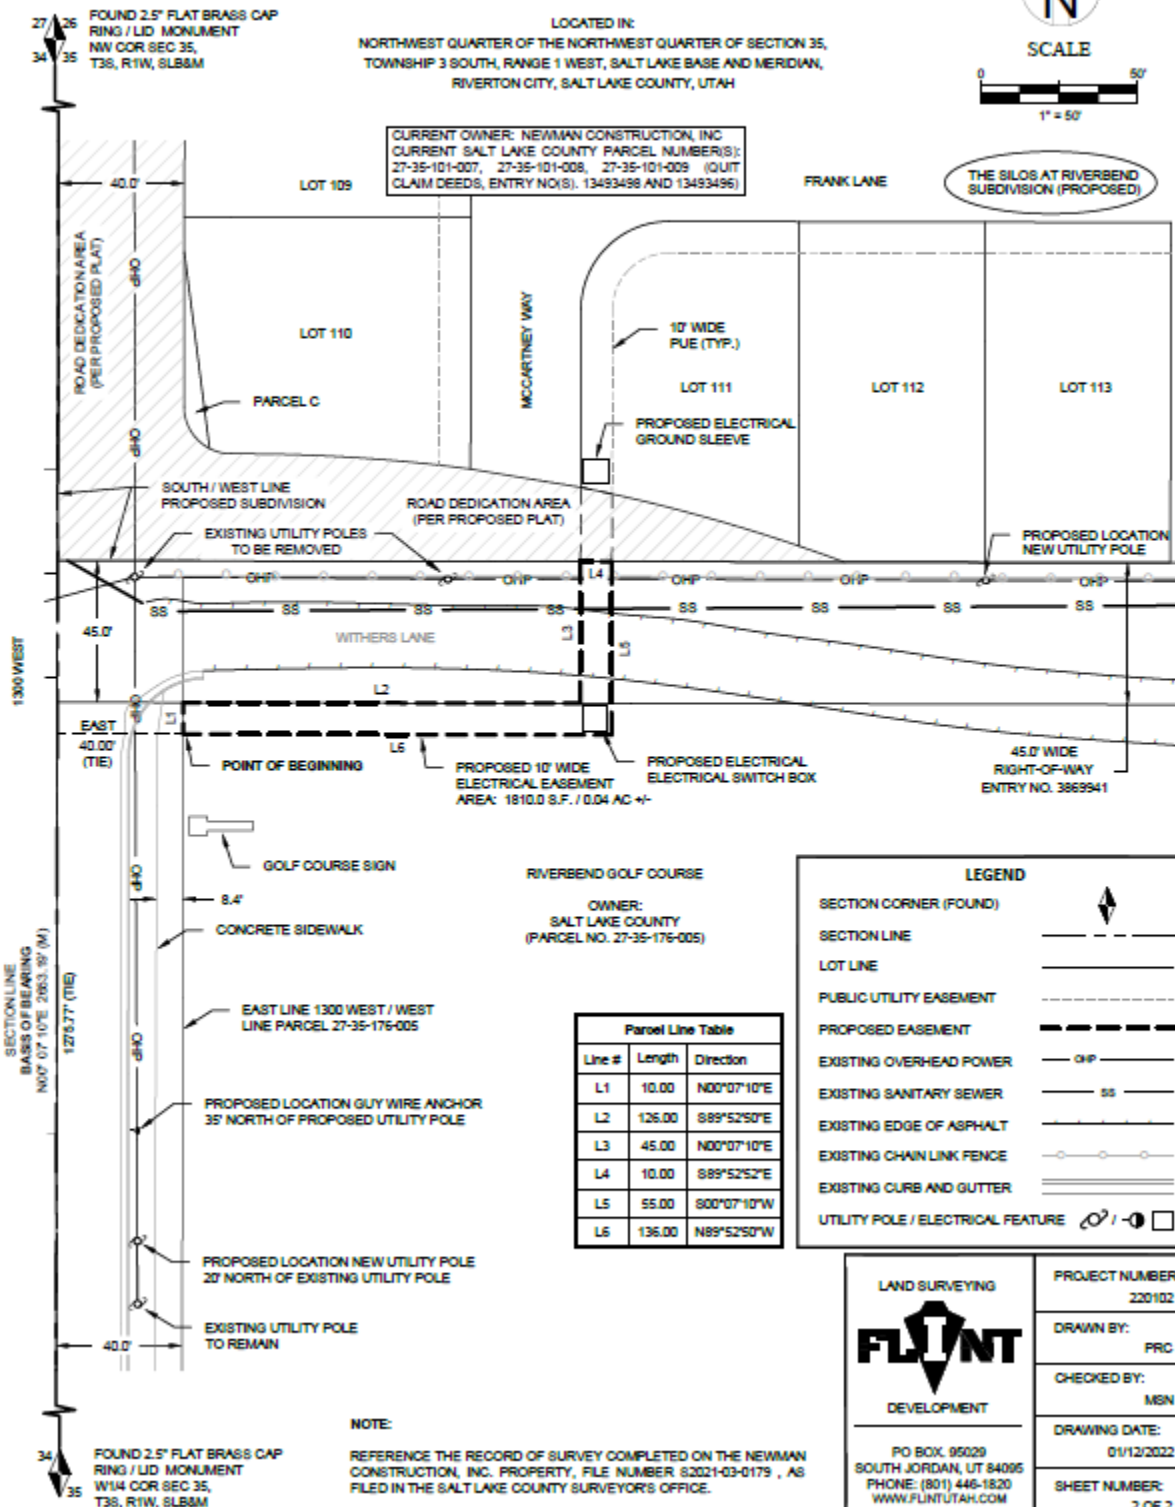 27 26
34 35
FOUND 2.5" FLAT BRASS CAP
RING / LID MONUMENT
NW COR SEC 35,
T3S, R1W, SLB&M
LOCATED IN:
NORTHWEST QUARTER OF THE NORTHWEST QUARTER OF SECTION 35,
TOWNSHIP 3 SOUTH, RANGE 1 WEST, SALT LAKE BASE AND MERIDIAN,
RIVERTON CITY, SALT LAKE COUNTY, UTAH
N
SCALE
0 50'
1" = 50'
CURRENT OWNER: NEWMAN CONSTRUCTION, INC
CURRENT SALT LAKE COUNTY PARCEL NUMBER(S):
27-35-101-007, 27-35-101-008, 27-35-101-009 (QUIT
CLAIM DEEDS, ENTRY NO(S). 13493498 AND 13493496)
FRANK LANE
THE SILOS AT RIVERBEND
SUBDIVISION (PROPOSED)
40.0'
LOT 109
ROAD DEDICATION AREA
(PER PROPOSED PLAT)
OHP
LOT 110
MCCARTNEY WAY
10' WIDE
PUE (TYP.)
LOT 111
LOT 112
LOT 113
PARCEL C
OHP
PROPOSED ELECTRICAL
GROUND SLEEVE
SOUTH / WEST LINE
PROPOSED SUBDIVISION
ROAD DEDICATION AREA
(PER PROPOSED PLAT)
EXISTING UTILITY POLES
TO BE REMOVED
PROPOSED LOCATION
NEW UTILITY POLE
OHP OHP L4 OHP OHP OHP
SS SS SS SS SS SS SS SS
45.0'
WITHERS LANE
L3
L5
1300 WEST
L2
OHP
L1
EAST
40.00'
(TIE)
L6
POINT OF BEGINNING
PROPOSED 10' WIDE
ELECTRICAL EASEMENT
AREA: 1810.0 S.F. / 0.04 AC +/-
PROPOSED ELECTRICAL
ELECTRICAL SWITCH BOX
45.0' WIDE
RIGHT-OF-WAY
ENTRY NO. 3869941
GOLF COURSE SIGN
OHP
8.4'
CONCRETE SIDEWALK
RIVERBEND GOLF COURSE
OWNER:
SALT LAKE COUNTY
(PARCEL NO. 27-35-176-005)
SECTION LINE
BASIS OF BEARING
N00° 07' 10"E 2663.19' (M)
1275.77' (TIE)
EAST LINE 1300 WEST / WEST
LINE PARCEL 27-35-176-005
OHP
PROPOSED LOCATION GUY WIRE ANCHOR
35' NORTH OF PROPOSED UTILITY POLE
PROPOSED LOCATION NEW UTILITY POLE
20' NORTH OF EXISTING UTILITY POLE
EXISTING UTILITY POLE
TO REMAIN
40.0'
Parcel Line Table
Line # Length Direction
L1 10.00 N00°07'10"E
L2 126.00 S89°52'50"E
L3 45.00 N00°07'10"E
L4 10.00 S89°52'52"E
L5 55.00 S00°07'10"W
L6 136.00 N89°52'50"W
LEGEND
SECTION CORNER (FOUND)
SECTION LINE
LOT LINE
PUBLIC UTILITY EASEMENT
PROPOSED EASEMENT
EXISTING OVERHEAD POWER OHP
EXISTING SANITARY SEWER SS
EXISTING EDGE OF ASPHALT
EXISTING CHAIN LINK FENCE
EXISTING CURB AND GUTTER
UTILITY POLE / ELECTRICAL FEATURE
LAND SURVEYING
FLINT
DEVELOPMENT
PO BOX. 95029
SOUTH JORDAN, UT 84095
PHONE: (801) 446-1820
WWW.FLINTUTAH.COM
PROJECT NUMBER
220102
DRAWN BY:
PRC
CHECKED BY:
MSN
DRAWING DATE:
01/12/2022
SHEET NUMBER:
NOTE:
REFERENCE THE RECORD OF SURVEY COMPLETED ON THE NEWMAN
CONSTRUCTION, INC. PROPERTY, FILE NUMBER S2021-03-0179 , AS
FILED IN THE SALT LAKE COUNTY SURVEYOR'S OFFICE.
34
35
FOUND 2.5" FLAT BRASS CAP
RING / LID MONUMENT
W1/4 COR SEC 35,
T3S, R1W, SLB&M